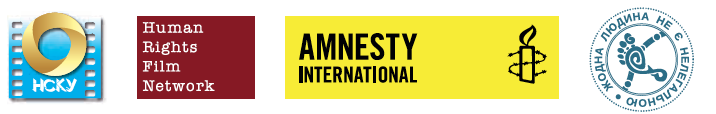 НСКУ
Human
Rights
Film
Network
AMNESTY
INTERNATIONAL
ЖОДНА ЛЮДИНА НЕ Є НЕЛЕГАЛЬНОЮ